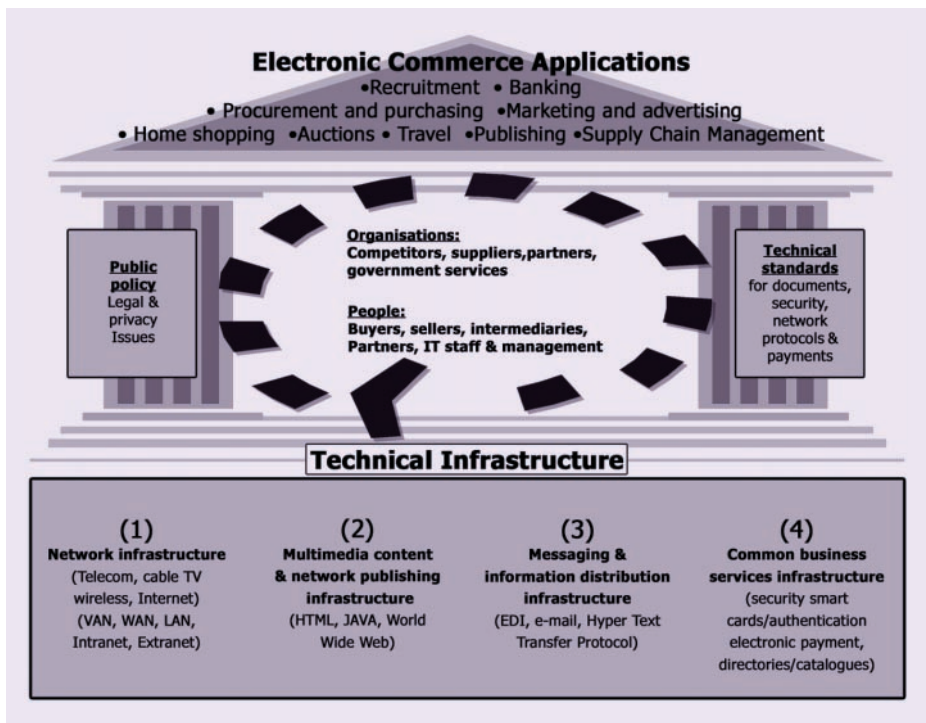 Electronic Commerce Applications
•Recruitment • Banking
• Procurement and purchasing •Marketing and advertising
• Home shopping •Auctions • Travel •Publishing •Supply Chain Management
Public
policy
Legal &
privacy
Issues
Organisations:
Competitors, suppliers,partners,
government services
People:
Buyers, sellers, intermediaries,
Partners, IT staff & management
Technical
standards
for documents,
security,
network
protocols &
payments
Technical Infrastructure
(1)
Network infrastructure
(Telecom, cable TV
wireless, Internet)
(VAN, WAN, LAN,
Intranet, Extranet)
(2)
Multimedia content
& network publishing
infrastructure
(HTML, JAVA, World
Wide Web)
(3)
Messaging &
information distribution
infrastructure
(EDI, e-mail, Hyper Text
Transfer Protocol)
(4)
Common business
services infrastructure
(security smart
cards/authentication
electronic payment,
directories/catalogues)